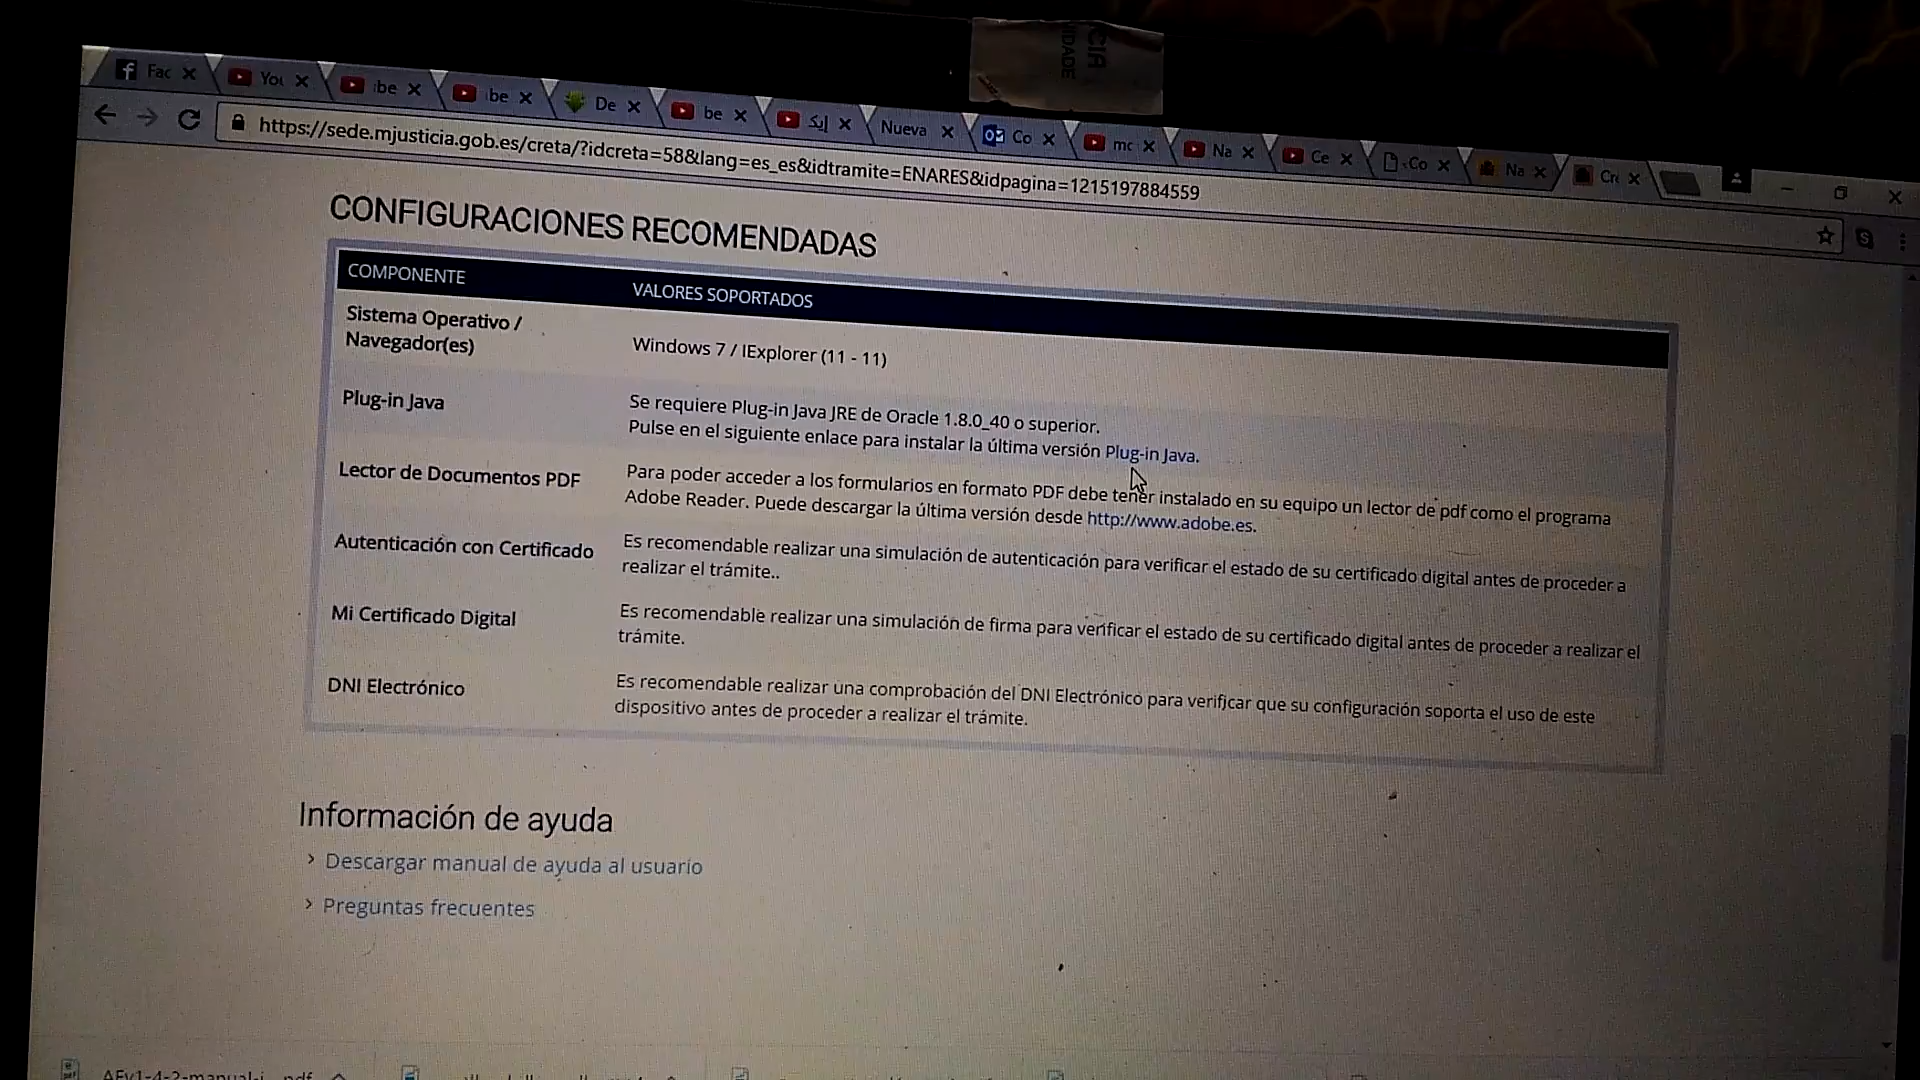 CIA
IDADE
Fac
You
be
be
De
be
إيك
Nueva
Co
mc
Na
Ce
Co
Na
Cre
https://sede.mjusticia.gob.es/creta/?idcreta=58&lang=es_es&idtramite=ENARES&idpagina=1215197884559
CONFIGURACIONES RECOMENDADAS
COMPONENTE
VALORES SOPORTADOS
Sistema Operativo /
Navegador(es)
Windows 7 / IExplorer (11 - 11)
Plug-in Java
Se requiere Plug-in Java JRE de Oracle 1.8.0_40 o superior.
Pulse en el siguiente enlace para instalar la última versión Plug-in Java.
Lector de Documentos PDF
Para poder acceder a los formularios en formato PDF debe tener instalado en su equipo un lector de pdf como el programa
Adobe Reader. Puede descargar la última versión desde http://www.adobe.es.
Autenticación con Certificado
Es recomendable realizar una simulación de autenticación para verificar el estado de su certificado digital antes de proceder a
realizar el trámite..
Mi Certificado Digital
Es recomendable realizar una simulación de firma para verificar el estado de su certificado digital antes de proceder a realizar el
trámite.
DNI Electrónico
Es recomendable realizar una comprobación del DNI Electrónico para verificar que su configuración soporta el uso de este
dispositivo antes de proceder a realizar el trámite.
Información de ayuda
> Descargar manual de ayuda al usuario
> Preguntas frecuentes